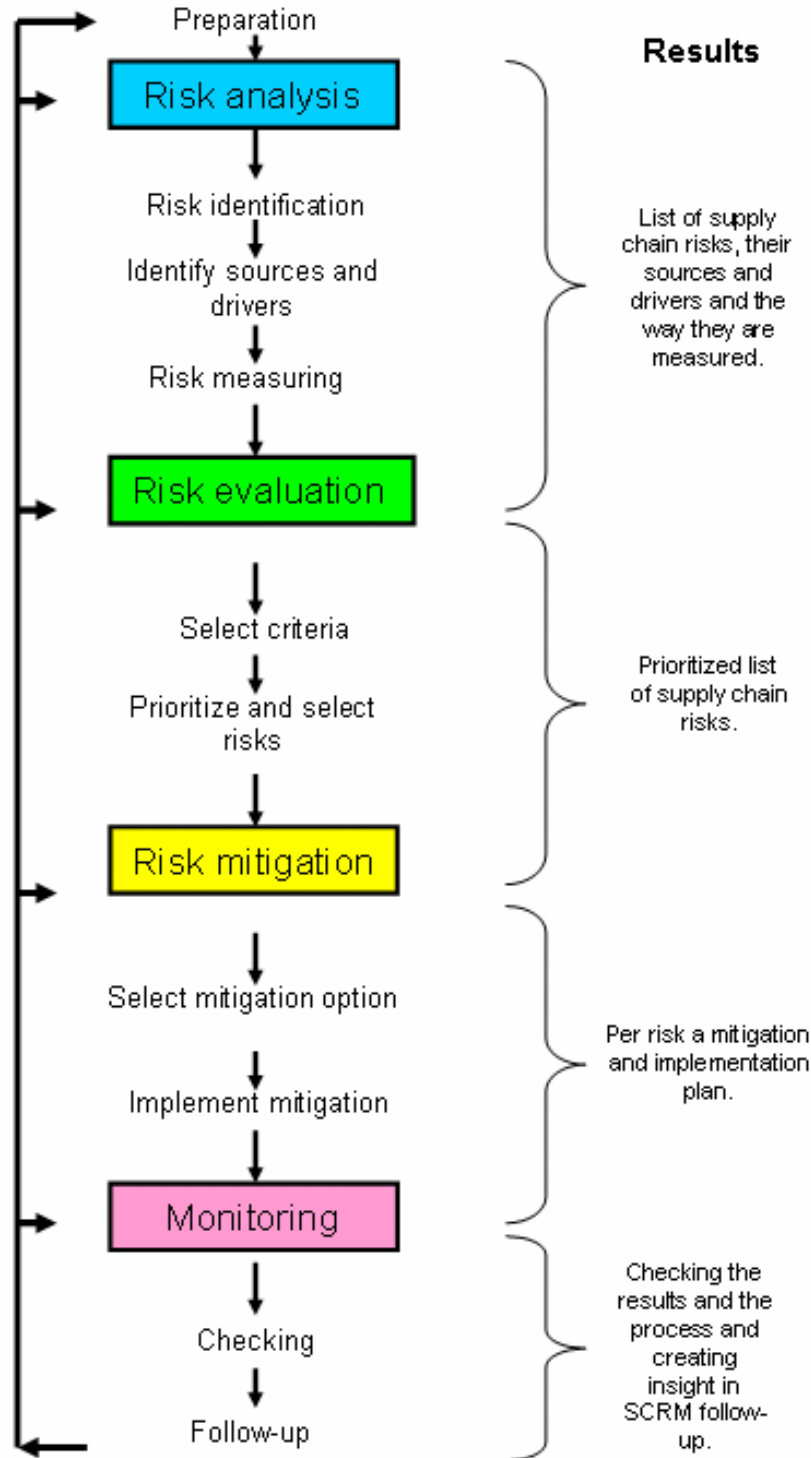 Preparation
Results
Risk analysis
Risk identification
Identify sources and
drivers
Risk measuring
List of supply
chain risks, their
sources and
drivers and the
way they are
measured.
Risk evaluation
Select criteria
Prioritize and select
risks
Prioritized list
of supply chain
risks.
Risk mitigation
Select mitigation option
Implement mitigation
Per risk a mitigation
and implementation
plan.
Monitoring
Checking
Follow-up
Checking the
results and the
process and
creating
insight in
SCRM follow-
up.